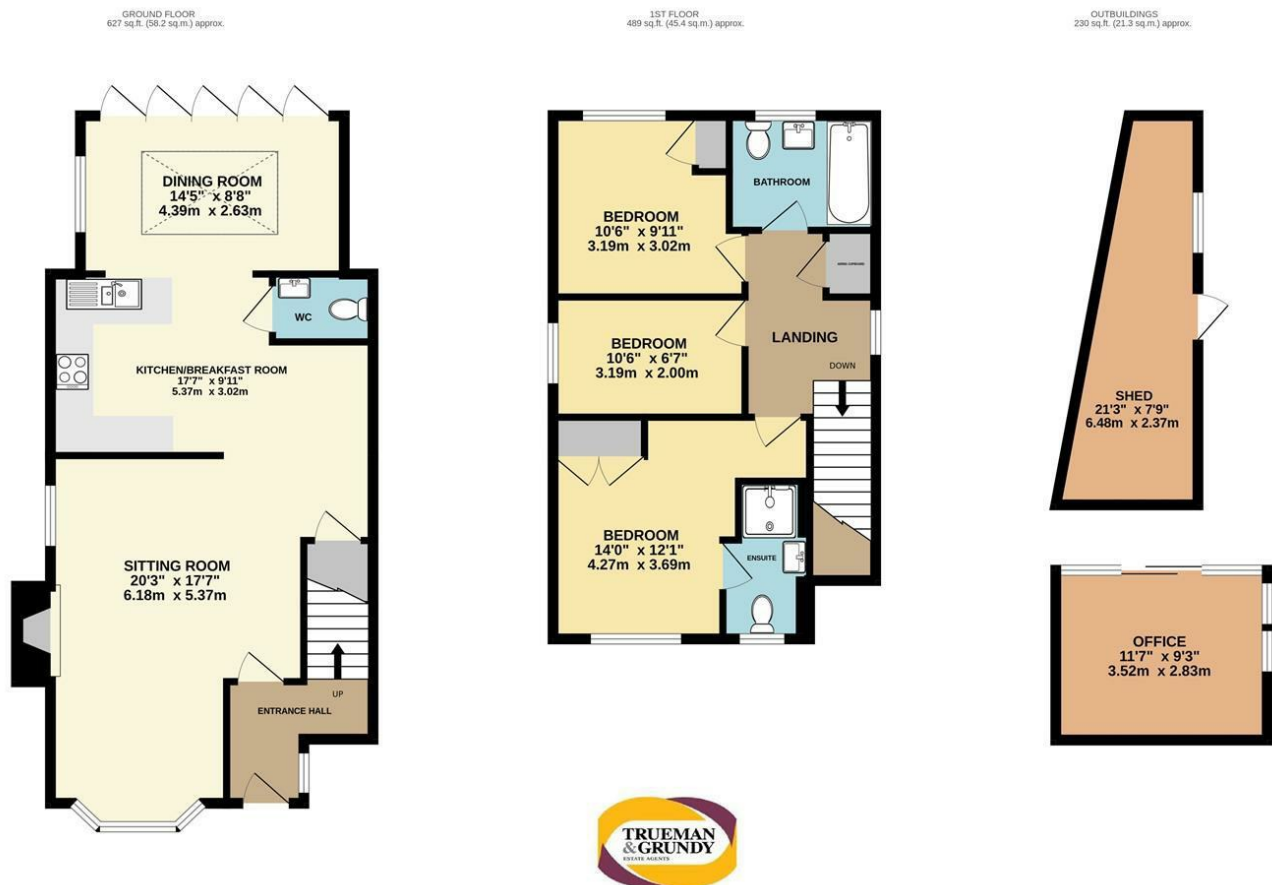 GROUND FLOOR
627 sq.ft. (58.2 sq.m.) approx.
1ST FLOOR
489 sq.ft. (45.4 sq.m.) approx.
OUTBUILDINGS
230 sq.ft. (21.3 sq.m.) approx.
DINING ROOM
14'5" x 8'8"
4.39m x 2.63m
WC
KITCHEN/BREAKFAST ROOM
17'7" x 9'11"
5.37m x 3.02m
SITTING ROOM
20'3" x 17'7"
6.18m x 5.37m
UP
ENTRANCE HALL
BEDROOM
10'6" x 9'11"
3.19m x 3.02m
BATHROOM
BEDROOM
10'6" x 6'7"
3.19m x 2.00m
LANDING
DOWN
BEDROOM
14'0" x 12'1"
4.27m x 3.69m
ENSUITE
SHED
21'3" x 7'9"
6.48m x 2.37m
OFFICE
11'7" x 9'3"
3.52m x 2.83m
TRUEMAN
&GRUNDY
ESTATE AGENTS